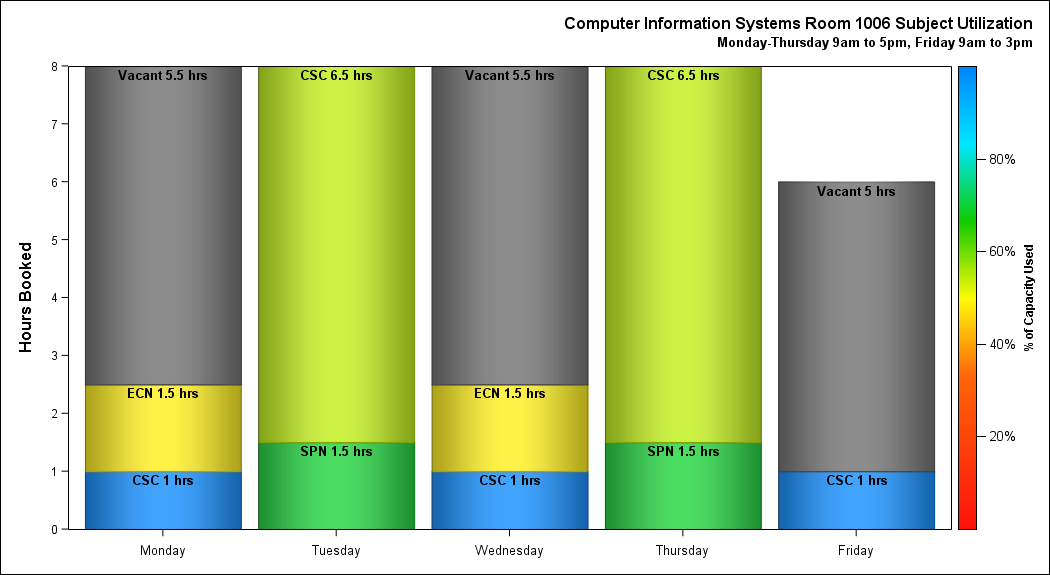 Computer Information Systems Room 1006 Subject Utilization
Monday-Thursday 9am to 5pm, Friday 9am to 3pm
Hours Booked
8
7
6
5
4
3
2
1
0
Vacant 5.5 hrs
ECN 1.5 hrs
CSC 1 hrs
CSC 6.5 hrs
SPN 1.5 hrs
Vacant 5.5 hrs
ECN 1.5 hrs
CSC 1 hrs
CSC 6.5 hrs
SPN 1.5 hrs
Vacant 5 hrs
CSC 1 hrs
Monday
Tuesday
Wednesday
Thursday
Friday
80%
60%
40%
20%
% of Capacity Used